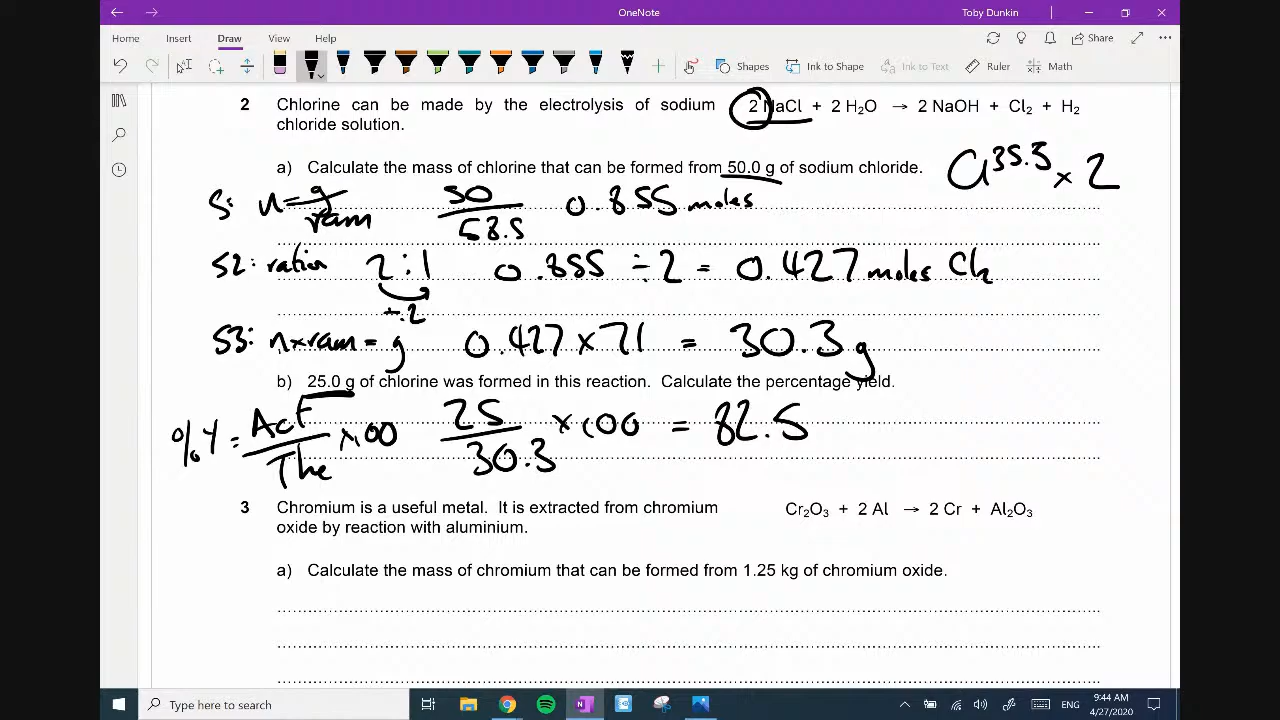 OneNote
Toby Dunkin
Home Insert Draw View Help
Share
Shapes Ink to Shape Ink to Text Ruler Math
2 Chlorine can be made by the electrolysis of sodium 2 NaCl + 2 H₂O → 2 NaOH + Cl₂ + H₂
chloride solution.
a) Calculate the mass of chlorine that can be formed from 50.0 g of sodium chloride.
Cl 35.5 × 2
S: n = g/ram 50/58.5 0.855 moles
S2: ration 2:1 0.855 ÷ 2 = 0.427 moles Cl₂
÷2
S3: n×ram = g 0.427 × 71 = 30.3 g
b) 25.0 g of chlorine was formed in this reaction. Calculate the percentage yield.
%Y = Act/The ×100 25/30.3 × 100 = 82.5
3 Chromium is a useful metal. It is extracted from chromium Cr₂O₃ + 2 Al → 2 Cr + Al₂O₃
oxide by reaction with aluminium.
a) Calculate the mass of chromium that can be formed from 1.25 kg of chromium oxide.
Type here to search
ENG
9:44 AM
4/27/2020